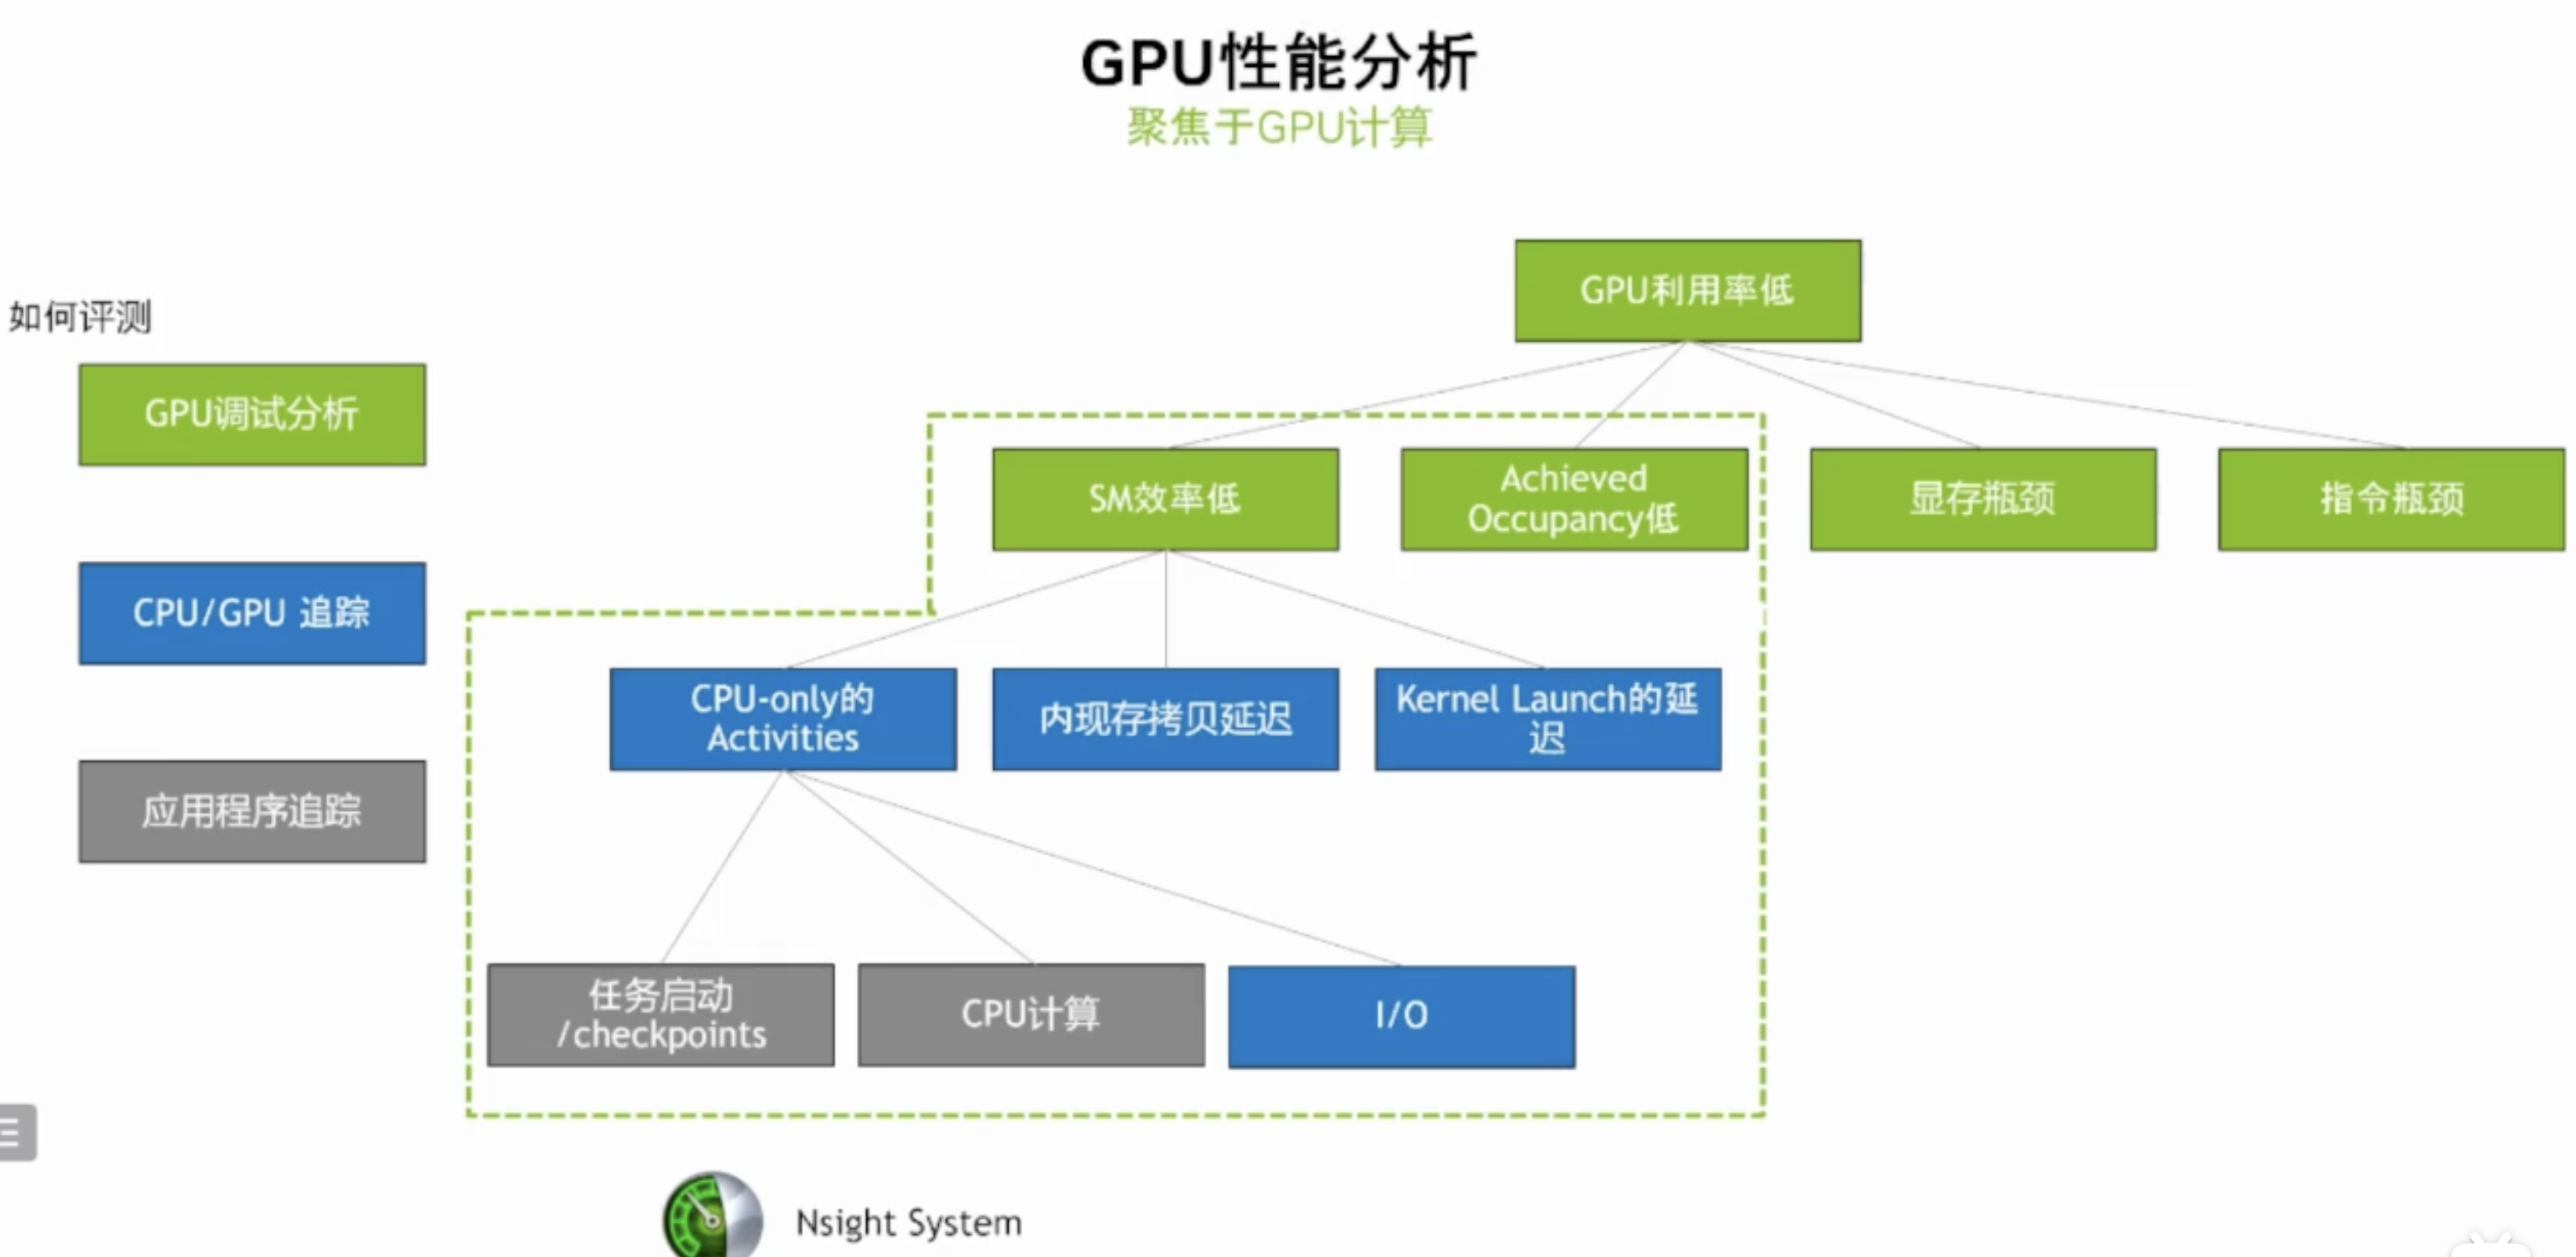 GPU性能分析
聚焦于GPU计算
如何评测
GPU调试分析
CPU/GPU 追踪
应用程序追踪
GPU利用率低
SM效率低
Achieved
Occupancy低
显存瓶颈
指令瓶颈
CPU-only的
Activities
内现存拷贝延迟
Kernel Launch的延
迟
任务启动
/checkpoints
CPU计算
I/O
Nsight System